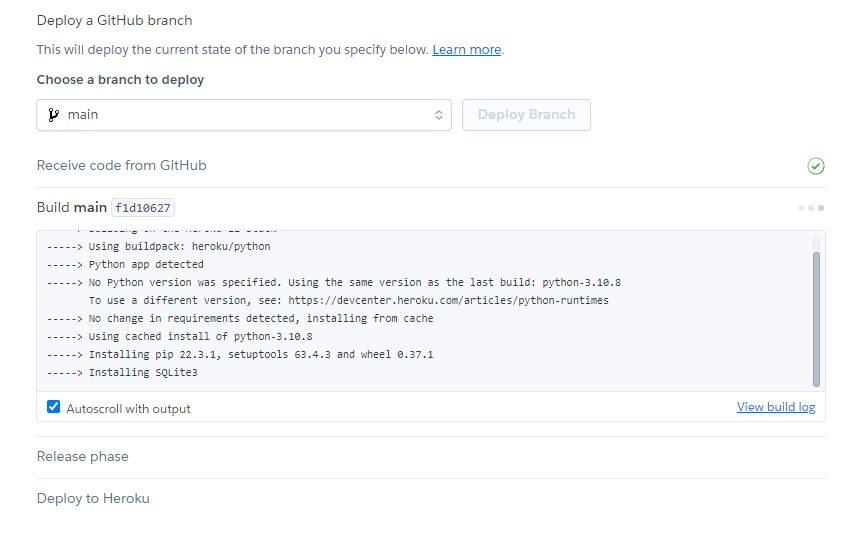 Deploy a GitHub branch
This will deploy the current state of the branch you specify below. Learn more.
Choose a branch to deploy
main
Deploy Branch
Receive code from GitHub
Build main f1d10627
-----> Using buildpack: heroku/python
-----> Python app detected
-----> No Python version was specified. Using the same version as the last build: python-3.10.8
To use a different version, see: https://devcenter.heroku.com/articles/python-runtimes
-----> No change in requirements detected, installing from cache
-----> Using cached install of python-3.10.8
-----> Installing pip 22.3.1, setuptools 63.4.3 and wheel 0.37.1
-----> Installing SQLite3
Autoscroll with output
View build log
Release phase
Deploy to Heroku